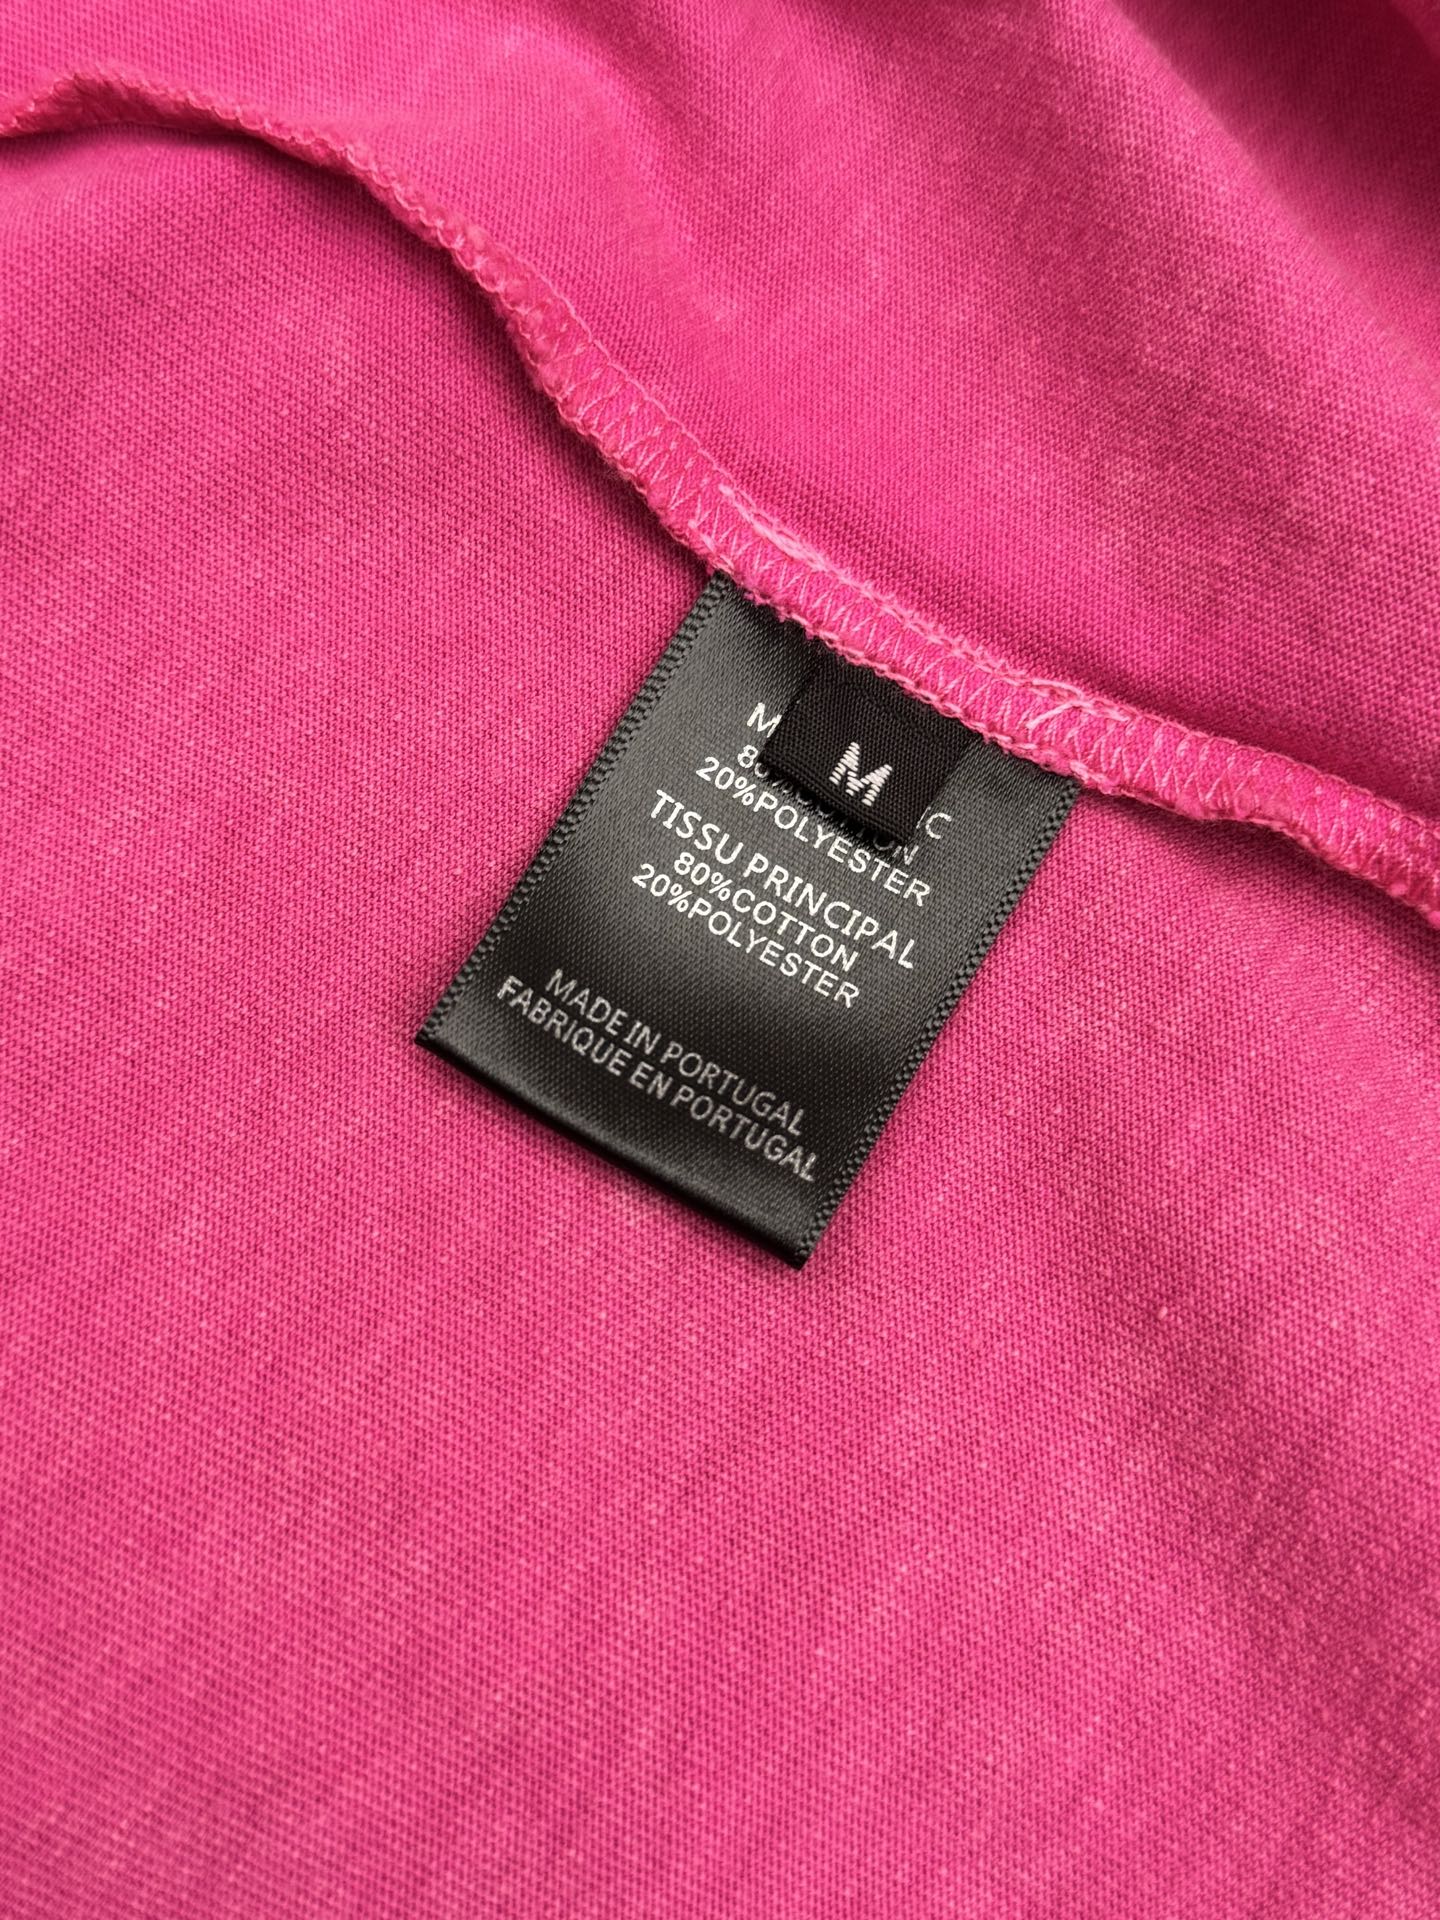 M
20%POLYESTER
TISSU PRINCIPAL
80%COTTON
20%POLYESTER
MADE IN PORTUGAL
FABRIQUE EN PORTUGAL